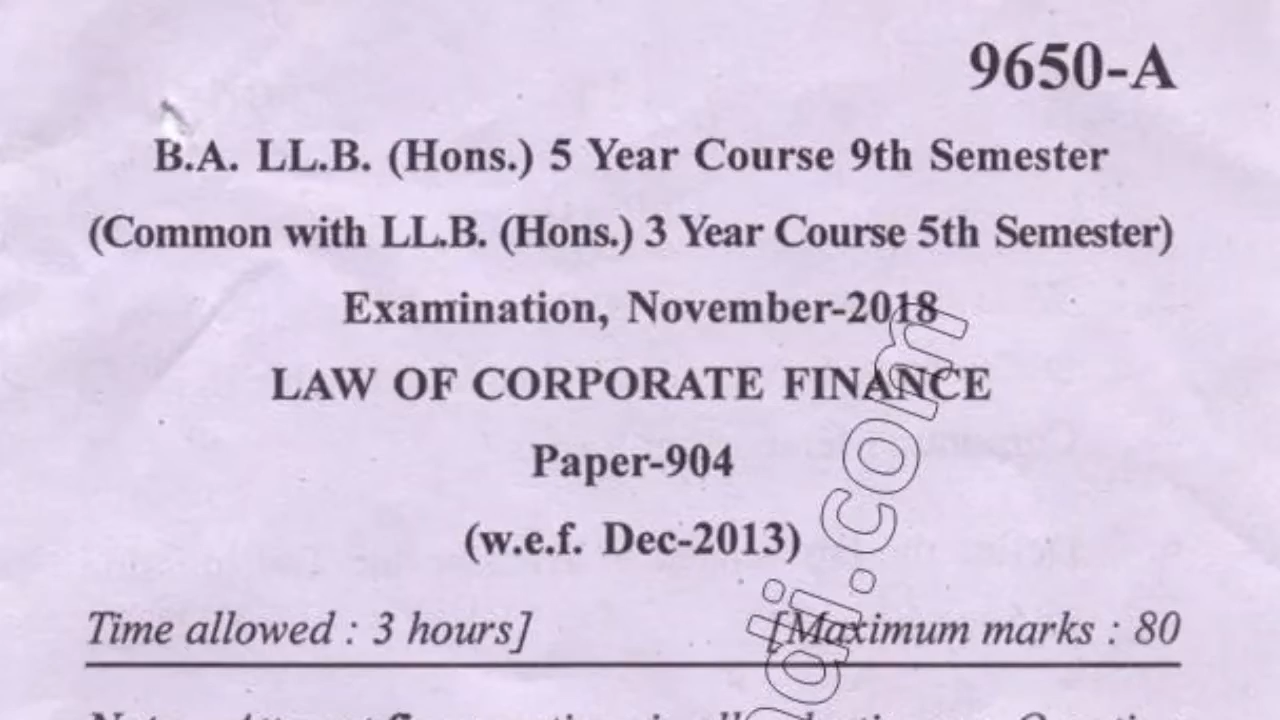 9650-A
B.A. LL.B. (Hons.) 5 Year Course 9th Semester
(Common with LL.B. (Hons.) 3 Year Course 5th Semester)
Examination, November-2018
LAW OF CORPORATE FINANCE
Paper-904
(w.e.f. Dec-2013)
Time allowed : 3 hours] [Maximum marks : 80
.com